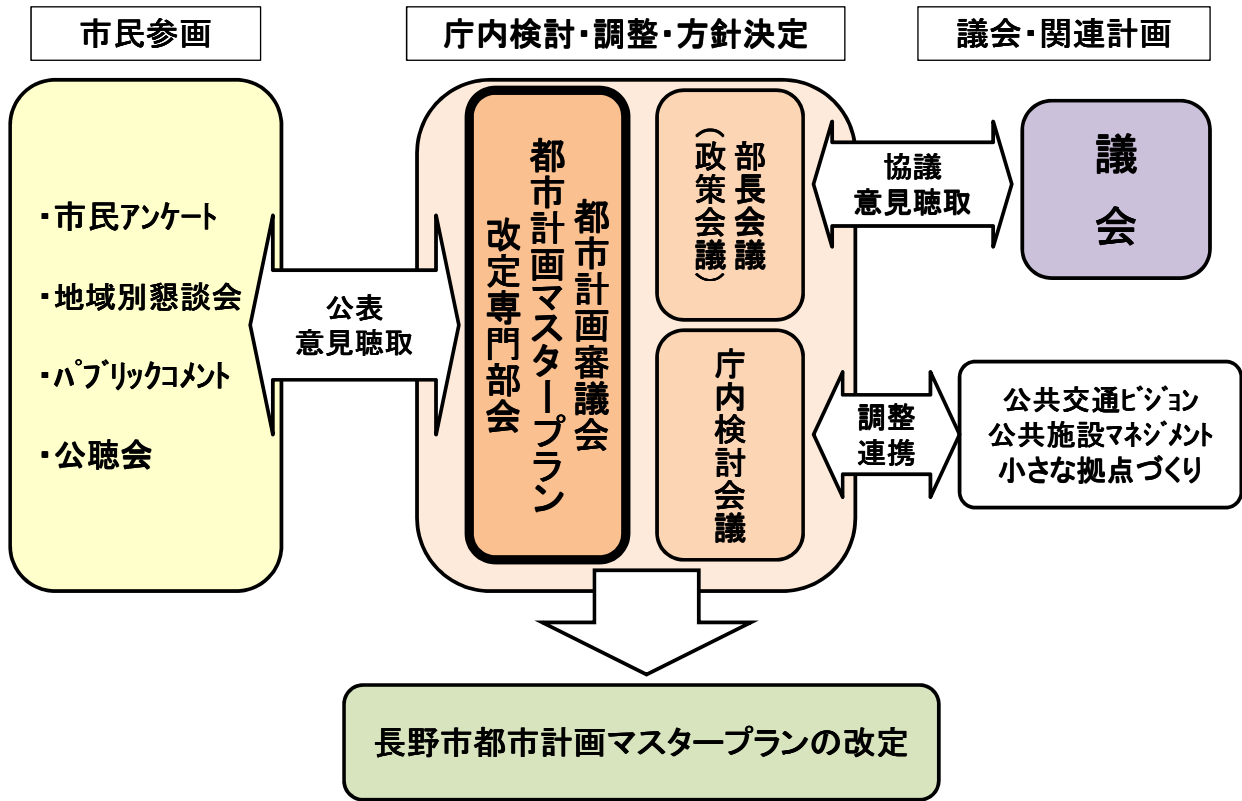 市民参画
庁内検討・調整・方針決定
議会・関連計画
・市民アンケート
・地域別懇談会
・ﾊﾟﾌﾞﾘｯｸｺﾒﾝﾄ
・公聴会
公表
意見聴取
都市計画審議会
都市計画マスタープラン
改定専門部会
部長会議
（政策会議）
庁内検討会議
協議
意見聴取
議会
調整
連携
公共交通ﾋﾞｼﾞｮﾝ
公共施設ﾏﾈｼﾞﾒﾝﾄ
小さな拠点づくり
長野市都市計画マスタープランの改定